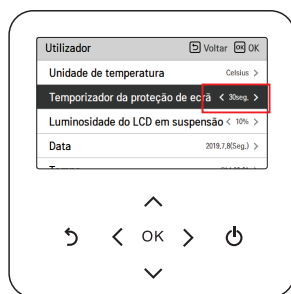 Utilizador Voltar OK OK
Unidade de temperatura Celsius >
Temporizador da proteção de ecrã < 30seg. >
Luminosidade do LCD em suspensão < 10% >
Data 2019.7.8(Seg.) >
OK